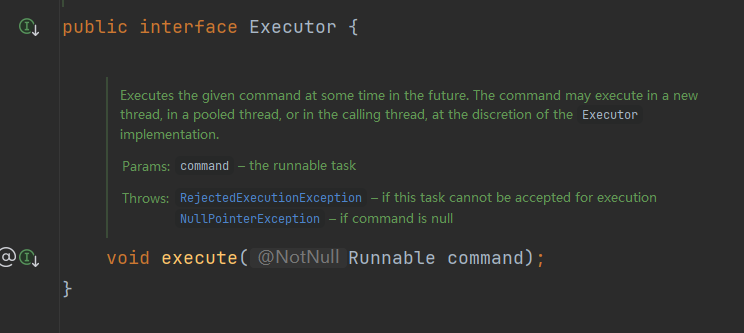 public interface Executor {
Executes the given command at some time in the future. The command may execute in a new
thread, in a pooled thread, or in the calling thread, at the discretion of the Executor
implementation.
Params: command – the runnable task
Throws: RejectedExecutionException – if this task cannot be accepted for execution
NullPointerException – if command is null
@ void execute( @NotNull Runnable command);
}